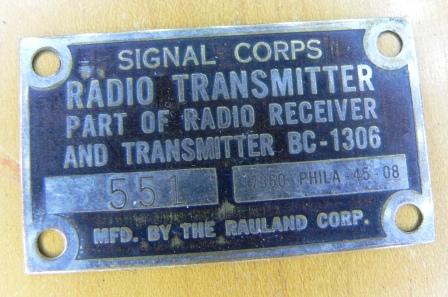 SIGNAL CORPS
RADIO TRANSMITTER
PART OF RADIO RECEIVER
AND TRANSMITTER BC-1306
551 PHILA-45-08
MFD. BY THE RAULAND CORP.